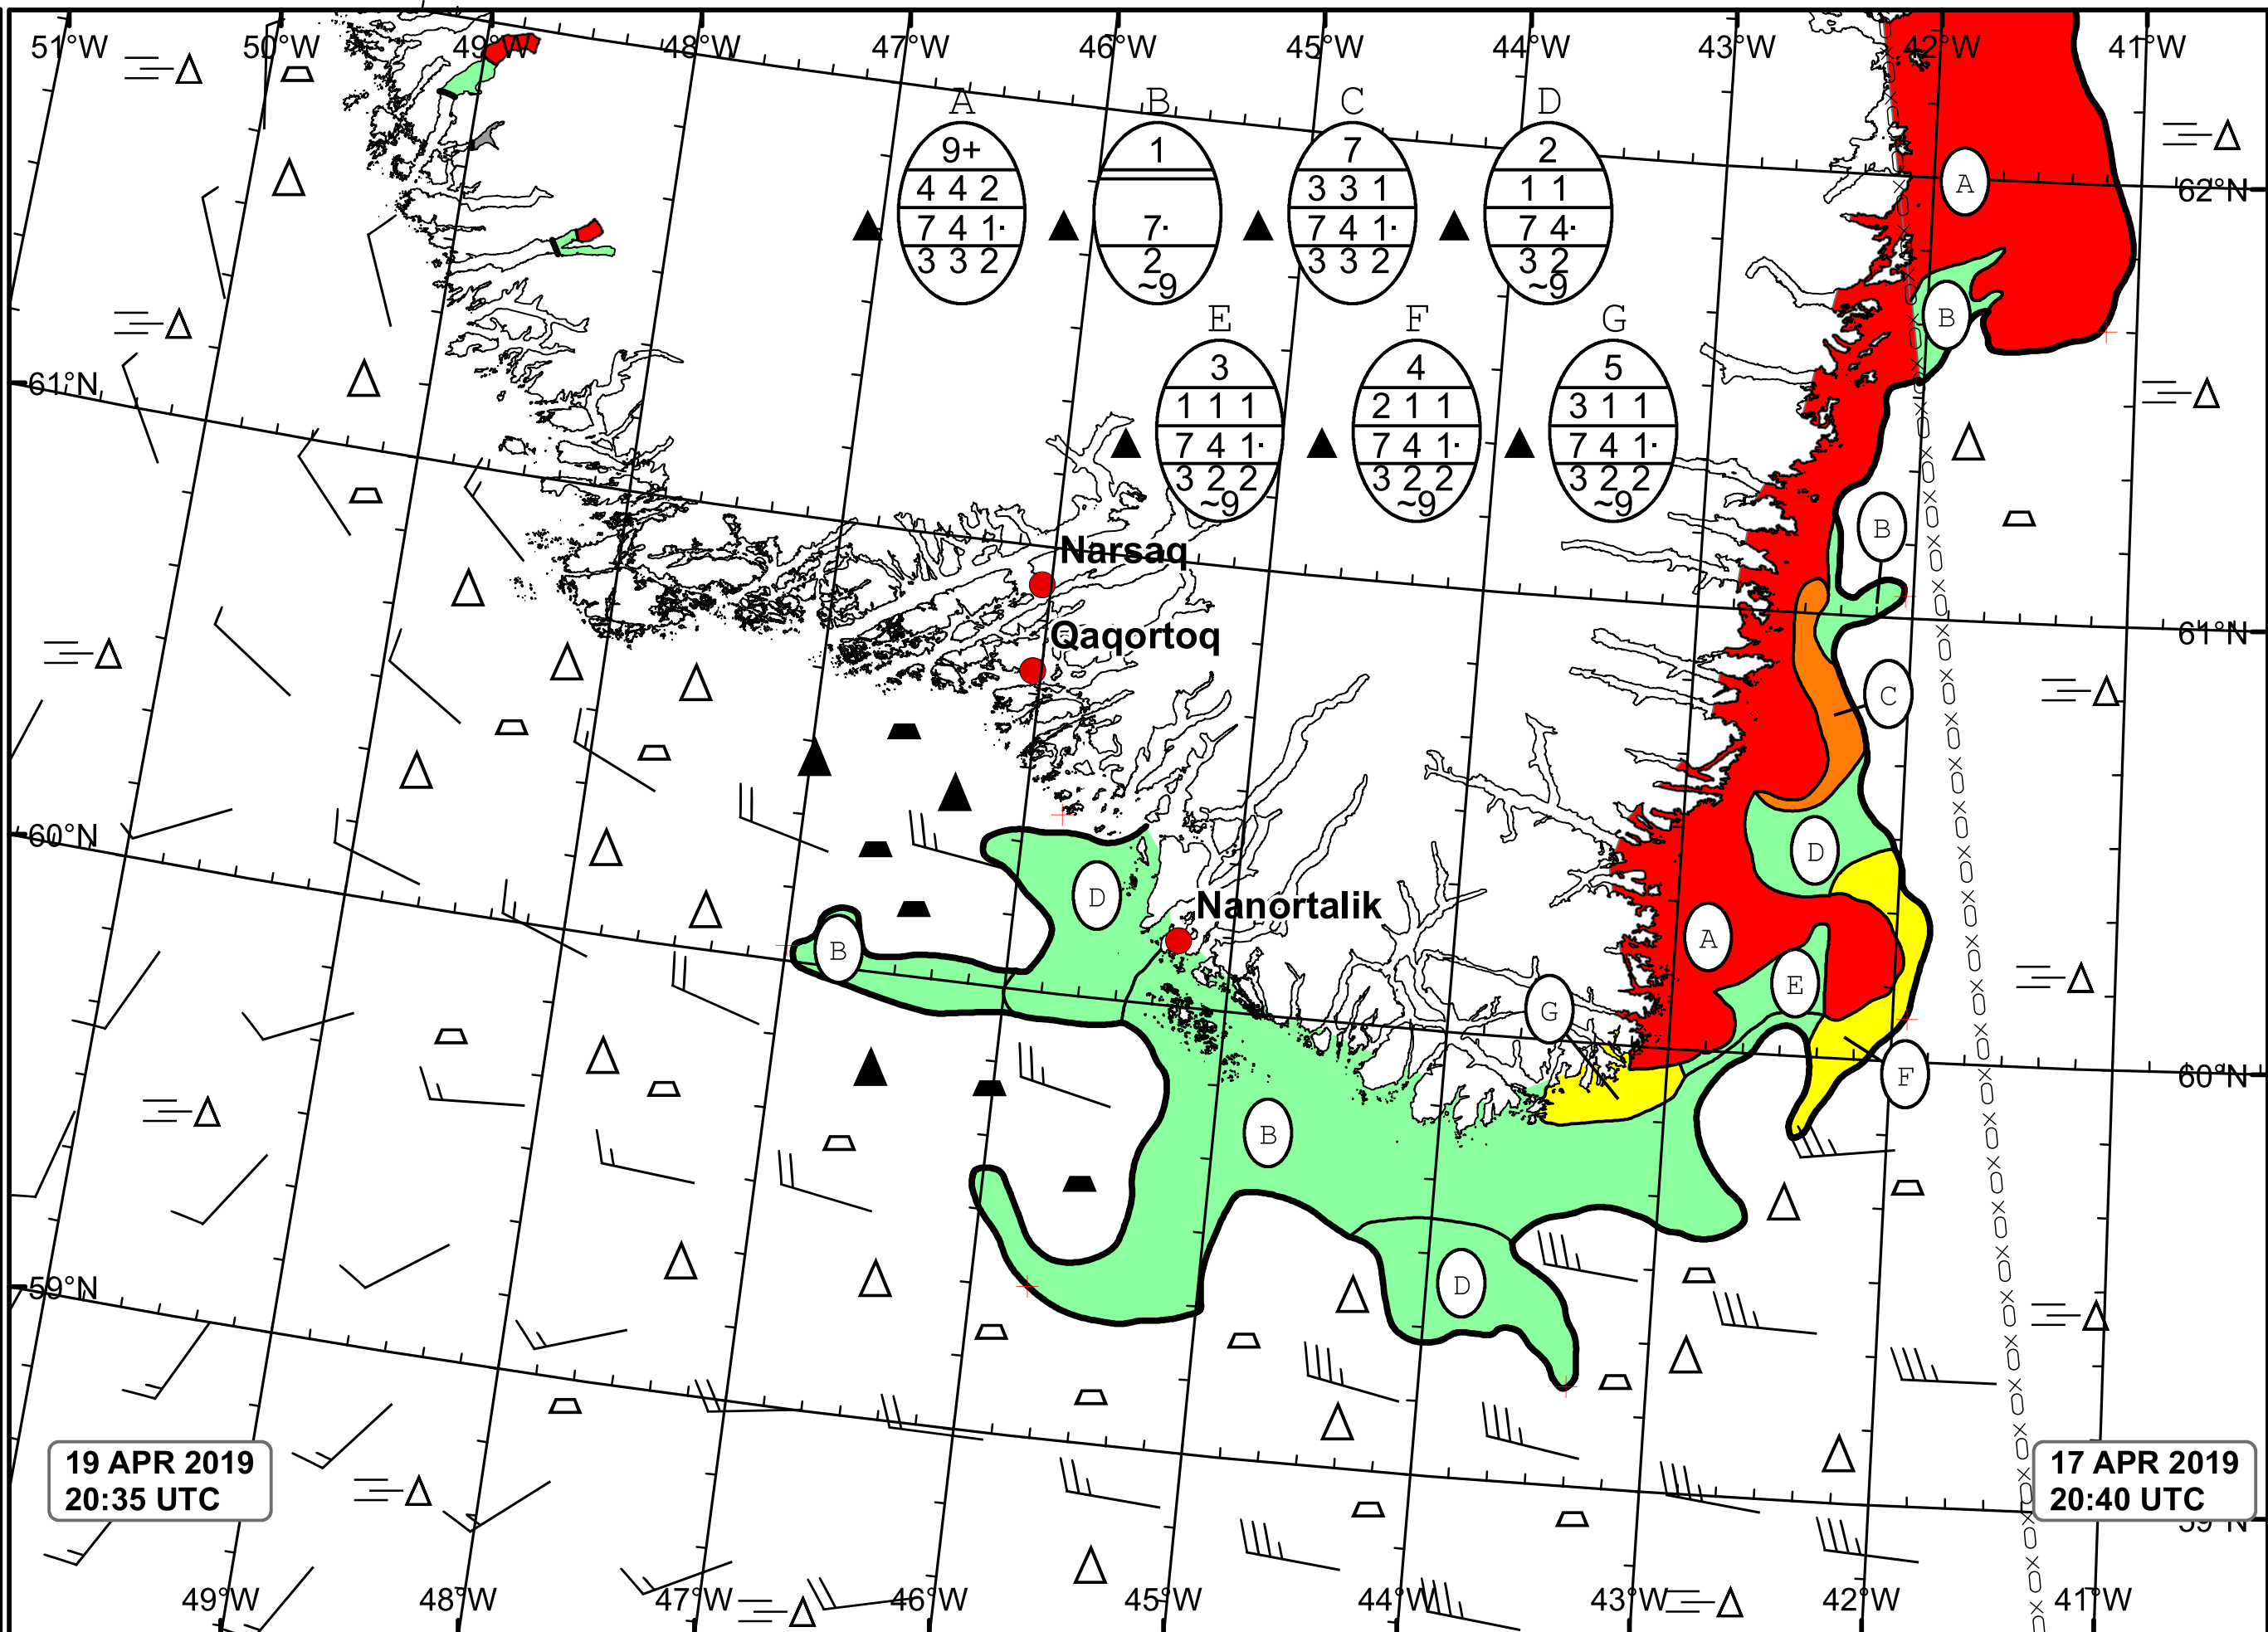 51°W 50°W 49°W 48°W 47°W 46°W 45°W 44°W 43°W 42°W 41°W
A B C D
9+ 1 7 2
4 4 2 3 3 1 1 1
7 4 1· 7· 7 4 1· 7 4·
3 3 2 2 3 3 2 3 2
~9 ~9
A
62°N
B
E F G
3 4 5
1 1 1 2 1 1 3 1 1
7 4 1· 7 4 1· 7 4 1·
3 2 2 3 2 2 3 2 2
~9 ~9 ~9
61°N
B
Narsaq
Qaqortoq
61°N
C
60°N
D
D
Nanortalik
A
B
E
G
F
60°N
B
59°N
D
19 APR 2019
20:35 UTC
17 APR 2019
20:40 UTC
59°N
49°W 48°W 47°W 46°W 45°W 44°W 43°W 42°W 41°W